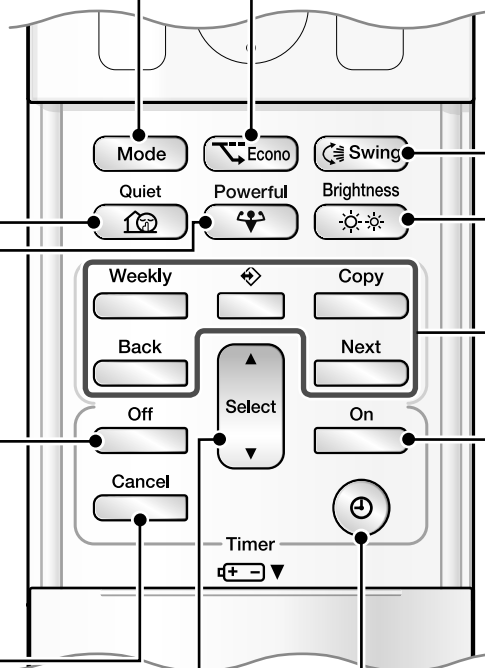 Mode Econo Swing
Quiet Powerful Brightness
Weekly Copy
Back Next
Select
Off On
Cancel
Timer
+ -